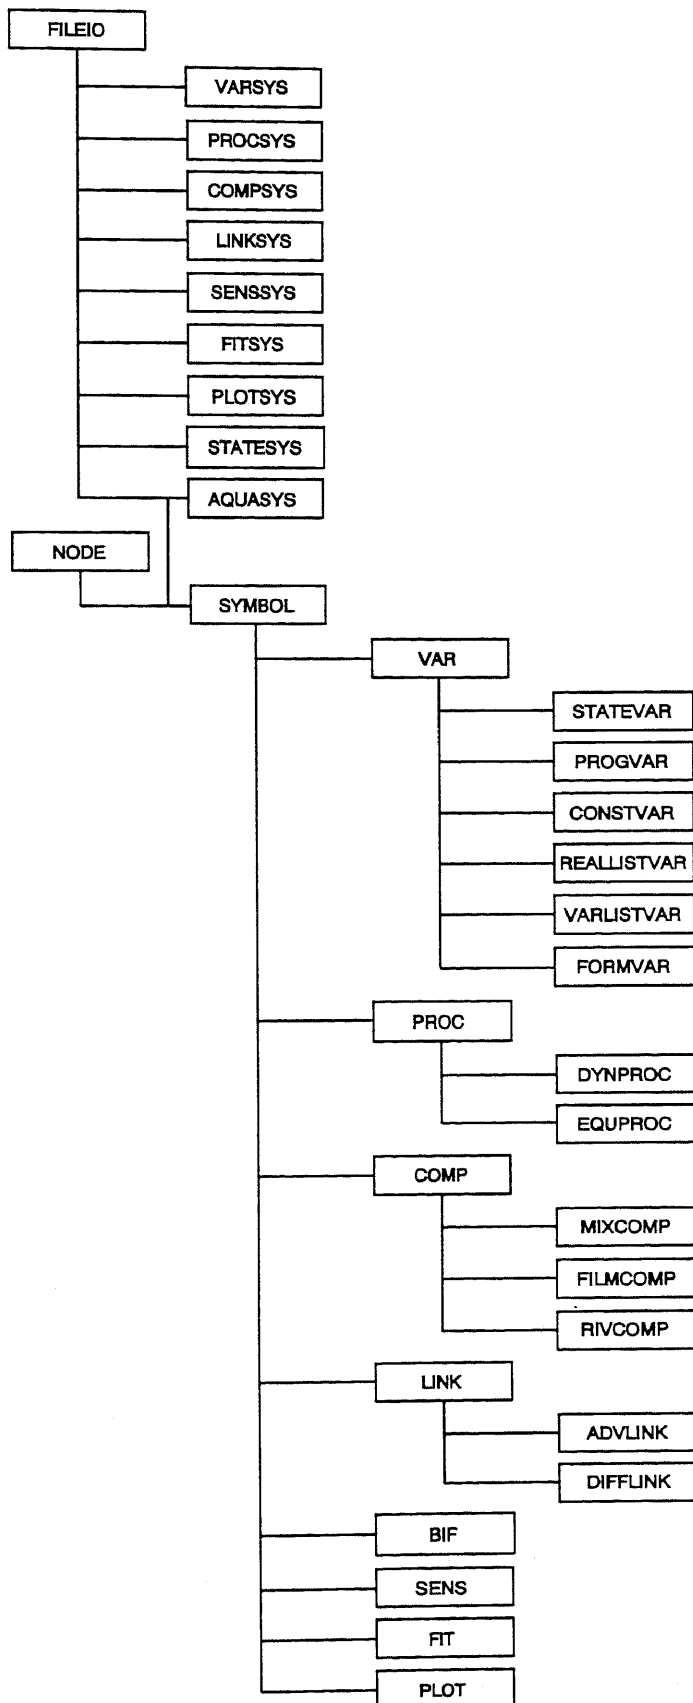 FILEIO
VARSYS
PROCSYS
COMPSYS
LINKSYS
SENSSYS
FITSYS
PLOTSYS
STATESYS
AQUASYS
NODE
SYMBOL
VAR
STATEVAR
PROGVAR
CONSTVAR
REALLISTVAR
VARLISTVAR
FORMVAR
PROC
DYNPROC
EQUPROC
COMP
MIXCOMP
FILMCOMP
RIVCOMP
LINK
ADVLINK
DIFFLINK
BIF
SENS
FIT
PLOT